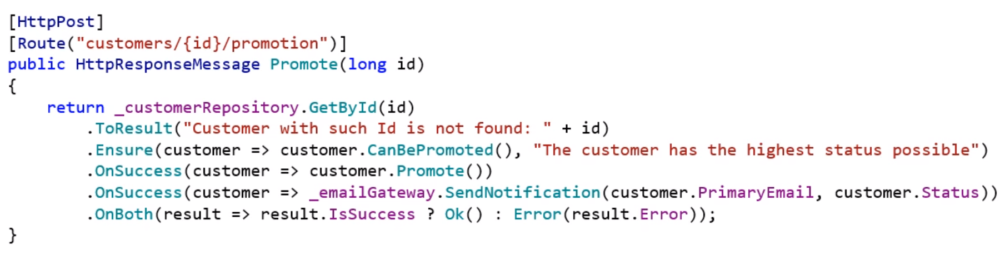 [HttpPost]
[Route("customers/{id}/promotion")]
public HttpResponseMessage Promote(long id)
{
    return _customerRepository.GetById(id)
        .ToResult("Customer with such Id is not found: " + id)
        .Ensure(customer => customer.CanBePromoted(), "The customer has the highest status possible")
        .OnSuccess(customer => customer.Promote())
        .OnSuccess(customer => _emailGateway.SendNotification(customer.PrimaryEmail, customer.Status))
        .OnBoth(result => result.IsSuccess ? Ok() : Error(result.Error));
}